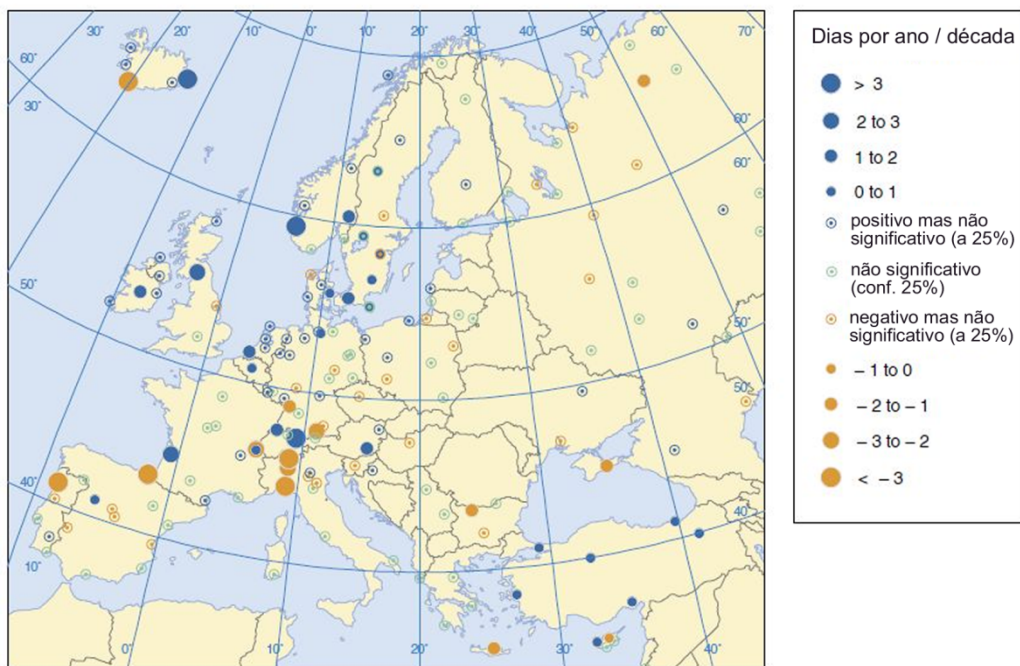 30˚
20˚
10˚
0˚
10˚
20˚
30˚
40˚
50˚
60˚
70˚
60˚
30˚
60˚
60˚
50˚
50˚
50˚
40˚
40˚
10˚
0˚
20˚
30˚
40˚
Dias por ano / década
> 3
2 to 3
1 to 2
0 to 1
positivo mas não
significativo (a 25%)
não significativo
(conf. 25%)
negativo mas não
significativo (a 25%)
– 1 to 0
– 2 to – 1
– 3 to – 2
< – 3